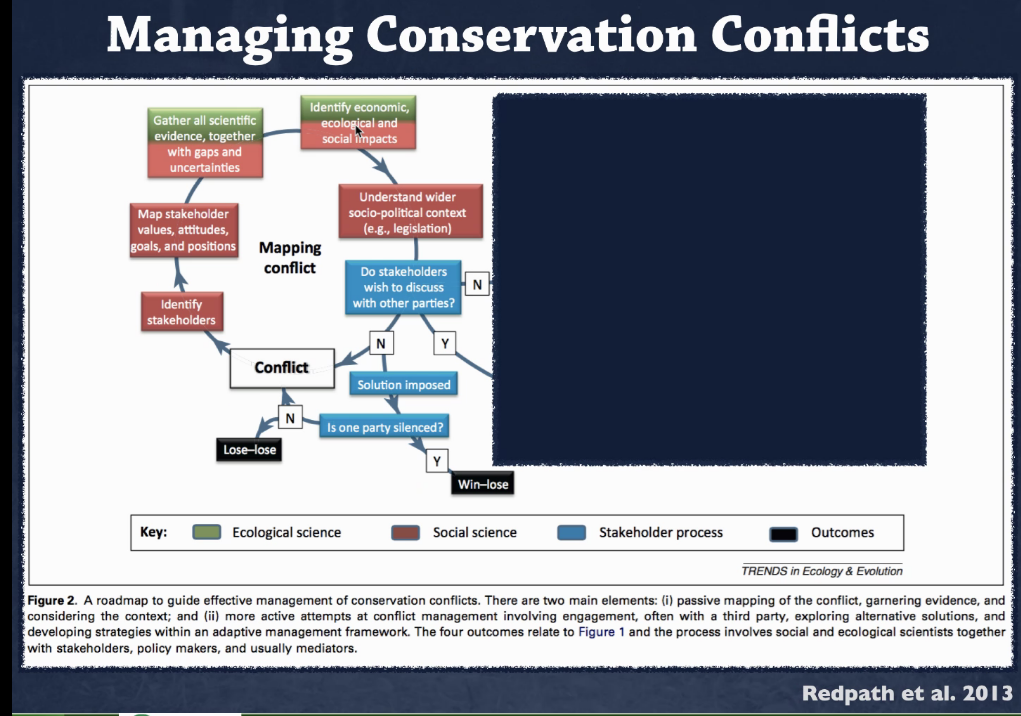 Managing Conservation Conflicts
Gather all scientific
evidence, together
with gaps and
uncertainties
Identify economic,
ecological and
social impacts
Understand wider
socio-political context
(e.g., legislation)
Map stakeholder
values, attitudes,
goals, and positions
Mapping
conflict
Do stakeholders
wish to discuss
with other parties?
N
Identify
stakeholders
N
Y
Conflict
Solution imposed
N
Is one party silenced?
Lose–lose
Y
Win–lose
Key:
Ecological science
Social science
Stakeholder process
Outcomes
TRENDS in Ecology & Evolution
Figure 2. A roadmap to guide effective management of conservation conflicts. There are two main elements: (i) passive mapping of the conflict, garnering evidence, and
considering the context; and (ii) more active attempts at conflict management involving engagement, often with a third party, exploring alternative solutions, and
developing strategies within an adaptive management framework. The four outcomes relate to Figure 1 and the process involves social and ecological scientists together
with stakeholders, policy makers, and usually mediators.
Redpath et al. 2013